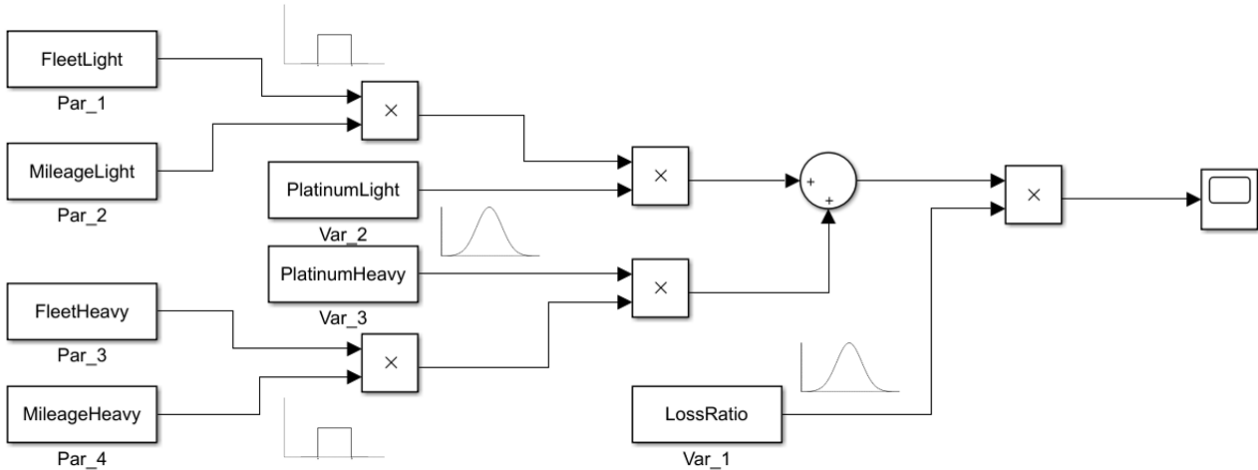 FleetLight
Par_1
×
MileageLight
Par_2
PlatinumLight
Var_2
×
+
+
×
PlatinumHeavy
Var_3
×
FleetHeavy
Par_3
×
MileageHeavy
Par_4
LossRatio
Var_1